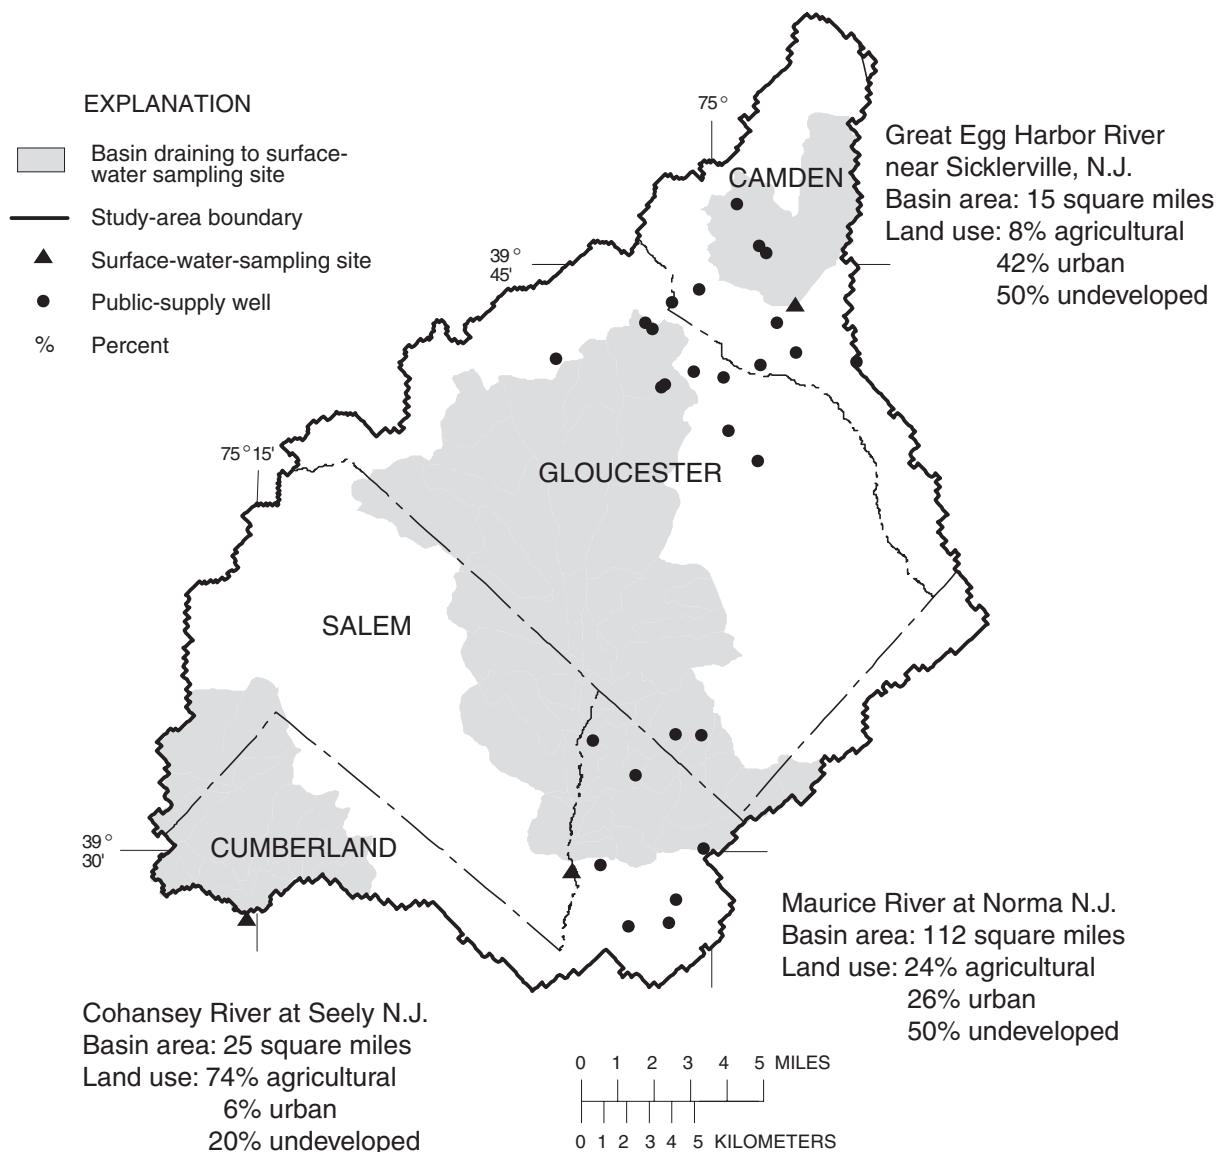 EXPLANATION
Basin draining to surface-
water sampling site
Study-area boundary
Surface-water-sampling site
Public-supply well
% Percent
75°
CAMDEN
Great Egg Harbor River
near Sicklerville, N.J.
Basin area: 15 square miles
Land use: 8% agricultural
42% urban
50% undeveloped
39°
45'
75° 15'
GLOUCESTER
SALEM
CUMBERLAND
39°
30'
Maurice River at Norma N.J.
Basin area: 112 square miles
Land use: 24% agricultural
26% urban
50% undeveloped
Cohansey River at Seely N.J.
Basin area: 25 square miles
Land use: 74% agricultural
6% urban
20% undeveloped
0 1 2 3 4 5 MILES
0 1 2 3 4 5 KILOMETERS